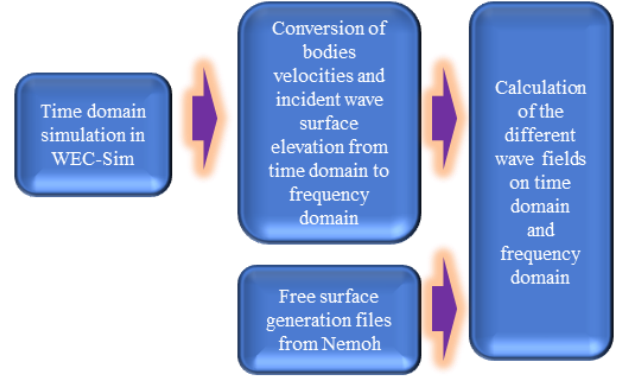 Time domain
simulation in
WEC-Sim
Conversion of
bodies
velocities and
incident wave
surface
elevation from
time domain to
frequency
domain
Free surface
generation files
from Nemoh
Calculation
of the
different
wave fields
on time
domain
and
frequency
domain